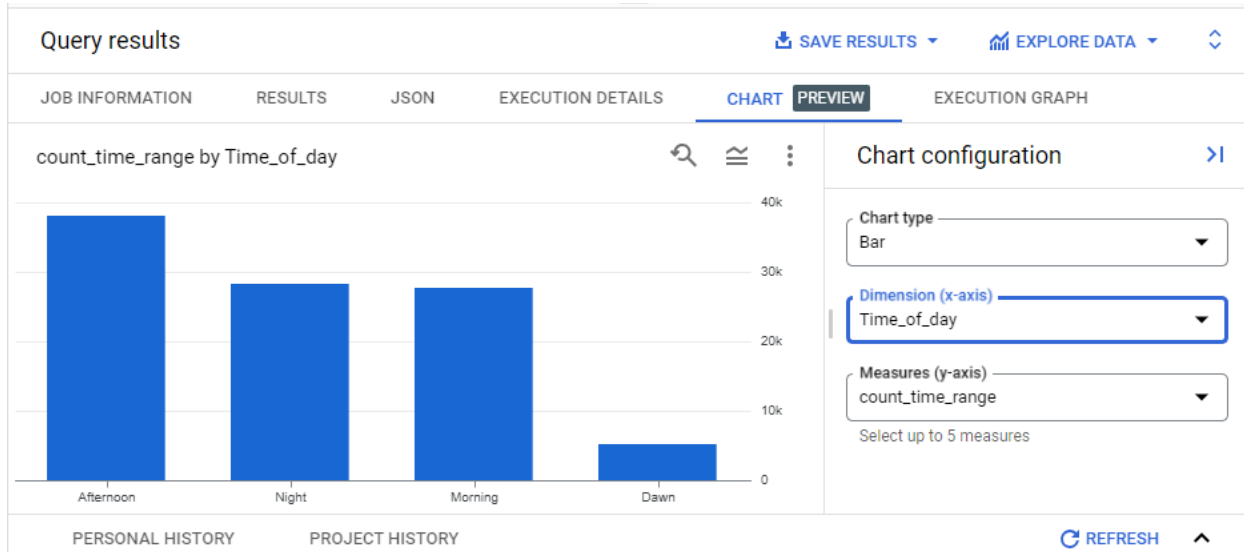 Query results
SAVE RESULTS
EXPLORE DATA
JOB INFORMATION
RESULTS
JSON
EXECUTION DETAILS
CHART PREVIEW
EXECUTION GRAPH
count_time_range by Time_of_day
40k
30k
20k
10k
0
Afternoon
Night
Morning
Dawn
Chart configuration
Chart type
Bar
Dimension (x-axis)
Time_of_day
Measures (y-axis)
count_time_range
Select up to 5 measures
PERSONAL HISTORY
PROJECT HISTORY
REFRESH